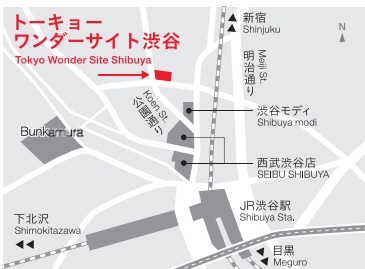 トーキョー
ワンダーサイト渋谷
Tokyo Wonder Site Shibuya
新宿
Shinjuku
N
明治通り
Meiji St.
Koen St.
公園通り
渋谷モディ
Shibuya modi
Bunkamura
西武渋谷店
SEIBU SHIBUYA
JR渋谷駅
Shibuya Sta.
下北沢
Shimokitazawa
目黒
Meguro